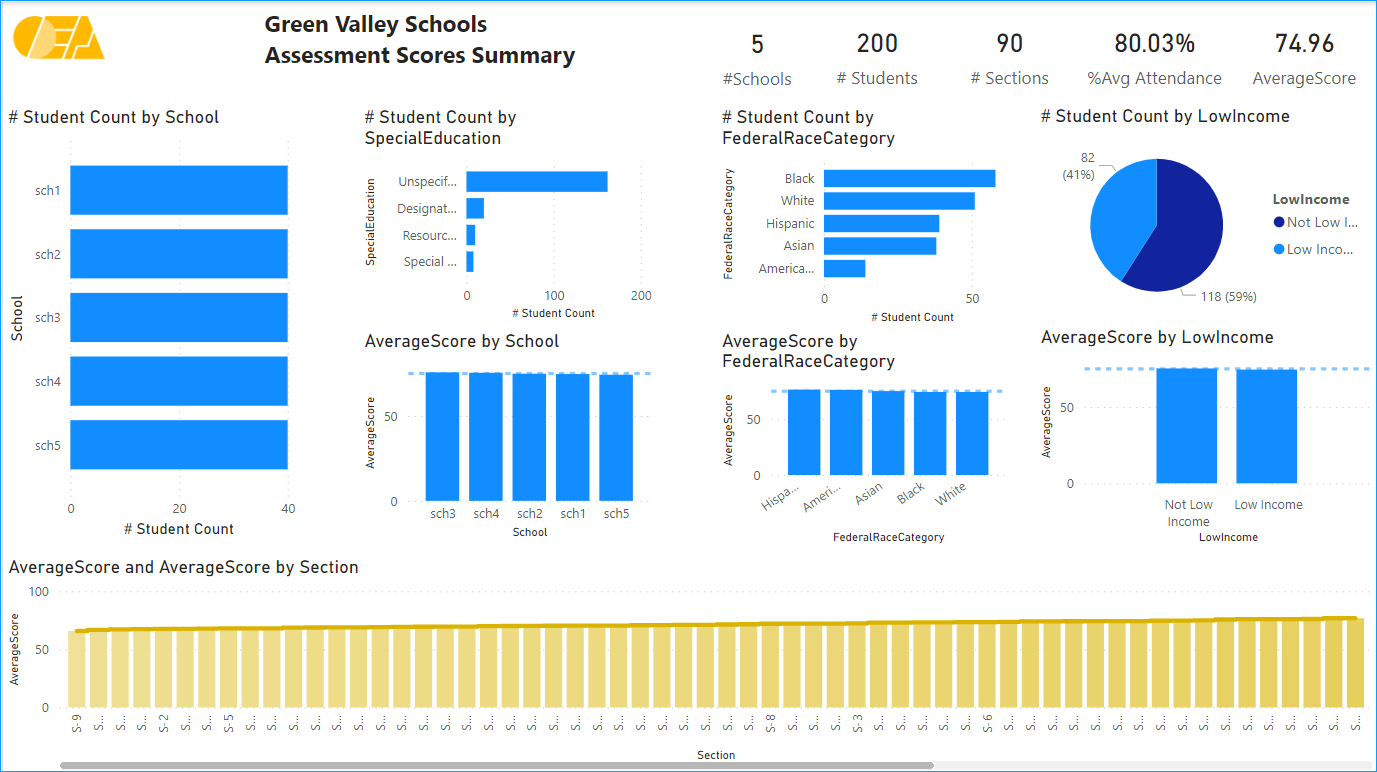 OEA
Green Valley Schools
Assessment Scores Summary
5
#Schools
200
# Students
90
# Sections
80.03%
%Avg Attendance
74.96
AverageScore
# Student Count by School
School
sch1
sch2
sch3
sch4
sch5
0 20 40
# Student Count
# Student Count by
SpecialEducation
SpecialEducation
Unspecif...
Designat...
Resourc...
Special ...
0 100 200
# Student Count
# Student Count by
FederalRaceCategory
FederalRaceCategory
Black
White
Hispanic
Asian
America...
0 50
# Student Count
# Student Count by LowIncome
82
(41%)
118 (59%)
LowIncome
Not Low I...
Low Inco...
AverageScore by School
AverageScore
50
0
sch3 sch4 sch2 sch1 sch5
School
AverageScore by
FederalRaceCategory
AverageScore
50
0
Hispa... Ameri... Asian Black White
FederalRaceCategory
AverageScore by LowIncome
AverageScore
50
0
Not Low
Income
Low Income
LowIncome
AverageScore and AverageScore by Section
AverageScore
100
50
0
S-9 S... S... S... S-2 S... S... S-5 S... S... S... S... S... S... S... S... S... S... S... S... S... S... S... S... S... S... S... S... S... S... S... S... S-8 S... S... S... S-3 S... S... S... S... S... S-6 S... S... S... S... S... S... S... S... S... S... S... S... S... S... S... S... S...
Section